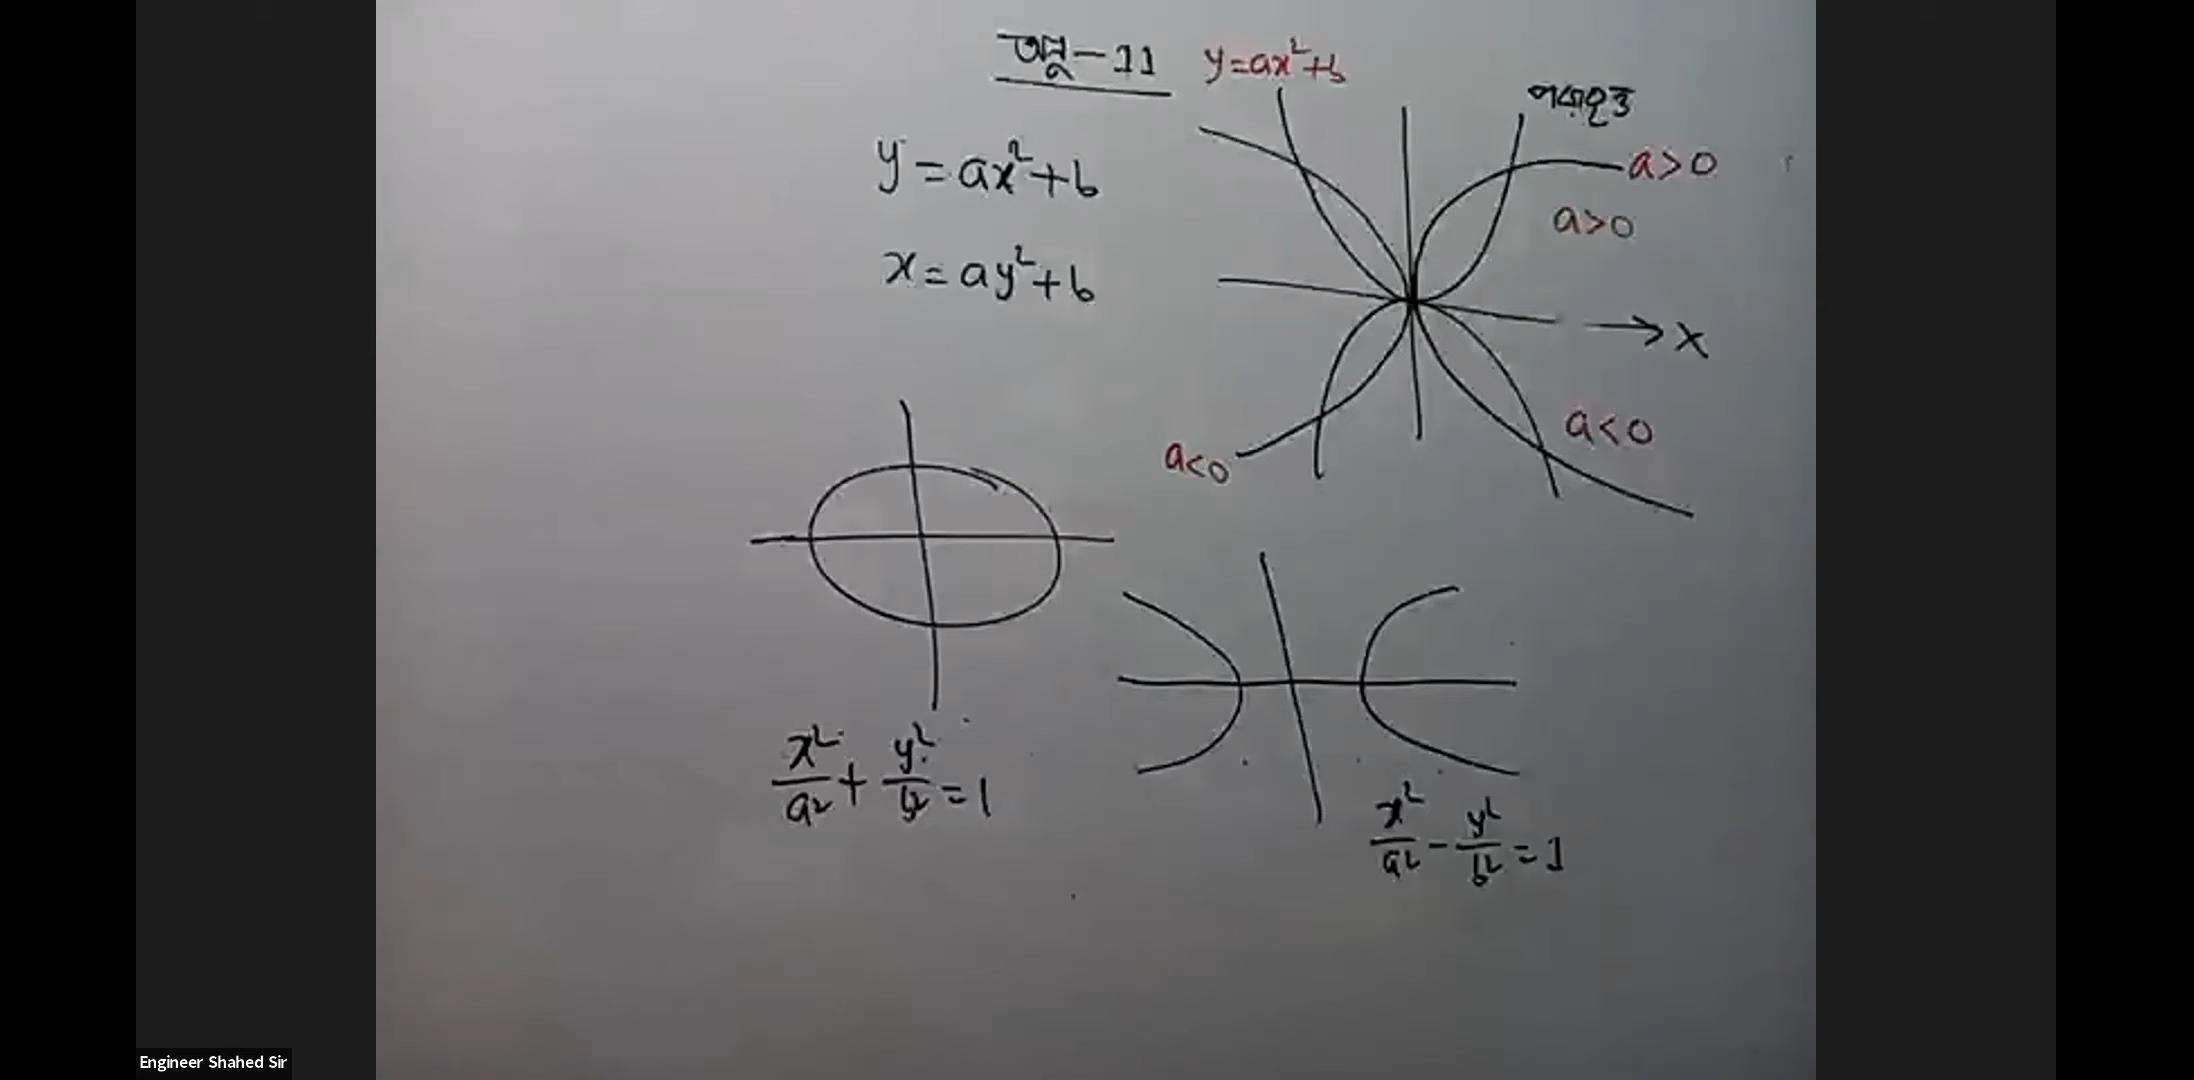 অনু-11
y=ax²+b
পরাবৃত্ত
y = ax² + b
a>0
a>0
x = ay² + b
→ x
a<0
a<0
x²/a² + y²/b² = 1
x²/a² - y²/b² = 1
Engineer Shahed Sir